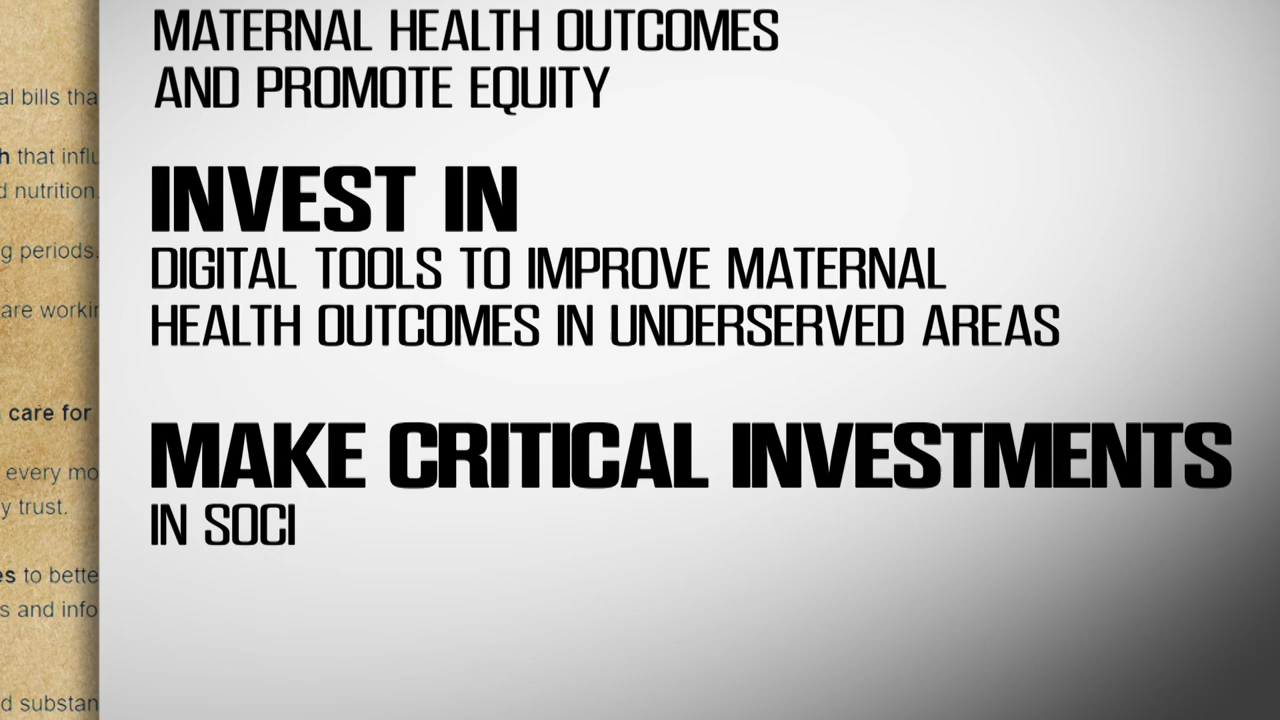 MATERNAL HEALTH OUTCOMES
AND PROMOTE EQUITY
INVEST IN
DIGITAL TOOLS TO IMPROVE MATERNAL
HEALTH OUTCOMES IN UNDERSERVED AREAS
MAKE CRITICAL INVESTMENTS
IN SOCI
al bills tha
h that influ
d nutrition.
g periods.
are workin
care for
every mo
y trust.
es to bette
s and info
d substan